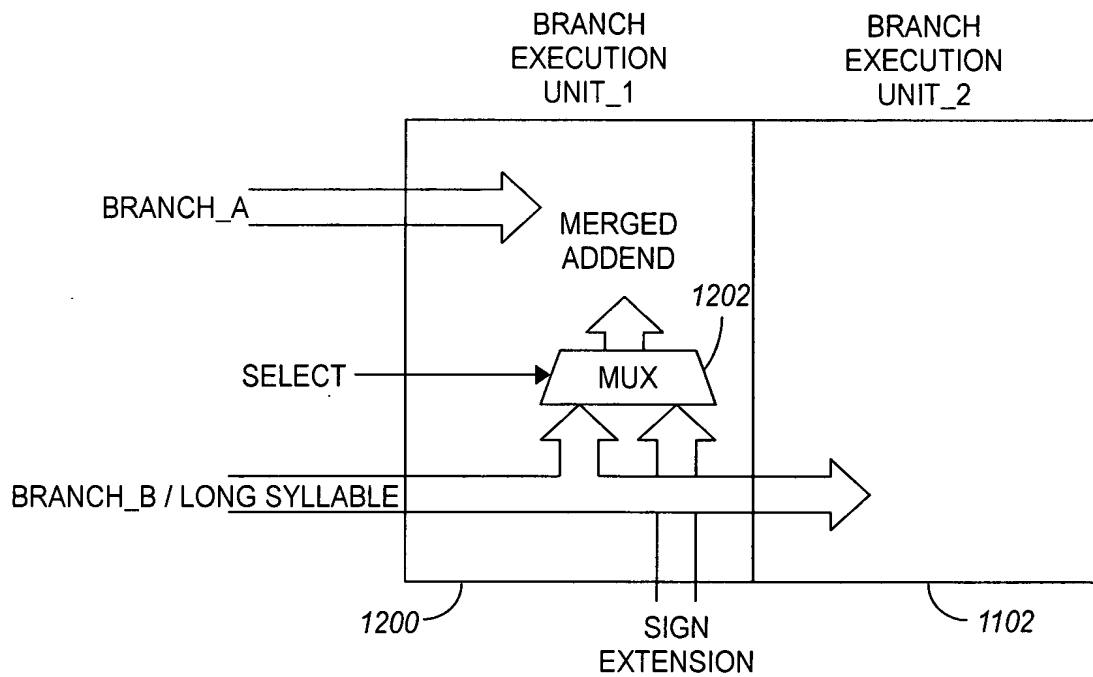 BRANCH
EXECUTION
UNIT_1
BRANCH
EXECUTION
UNIT_2
BRANCH_A
MERGED
ADDEND
1202
SELECT
MUX
BRANCH_B / LONG SYLLABLE
1200
SIGN
EXTENSION
1102